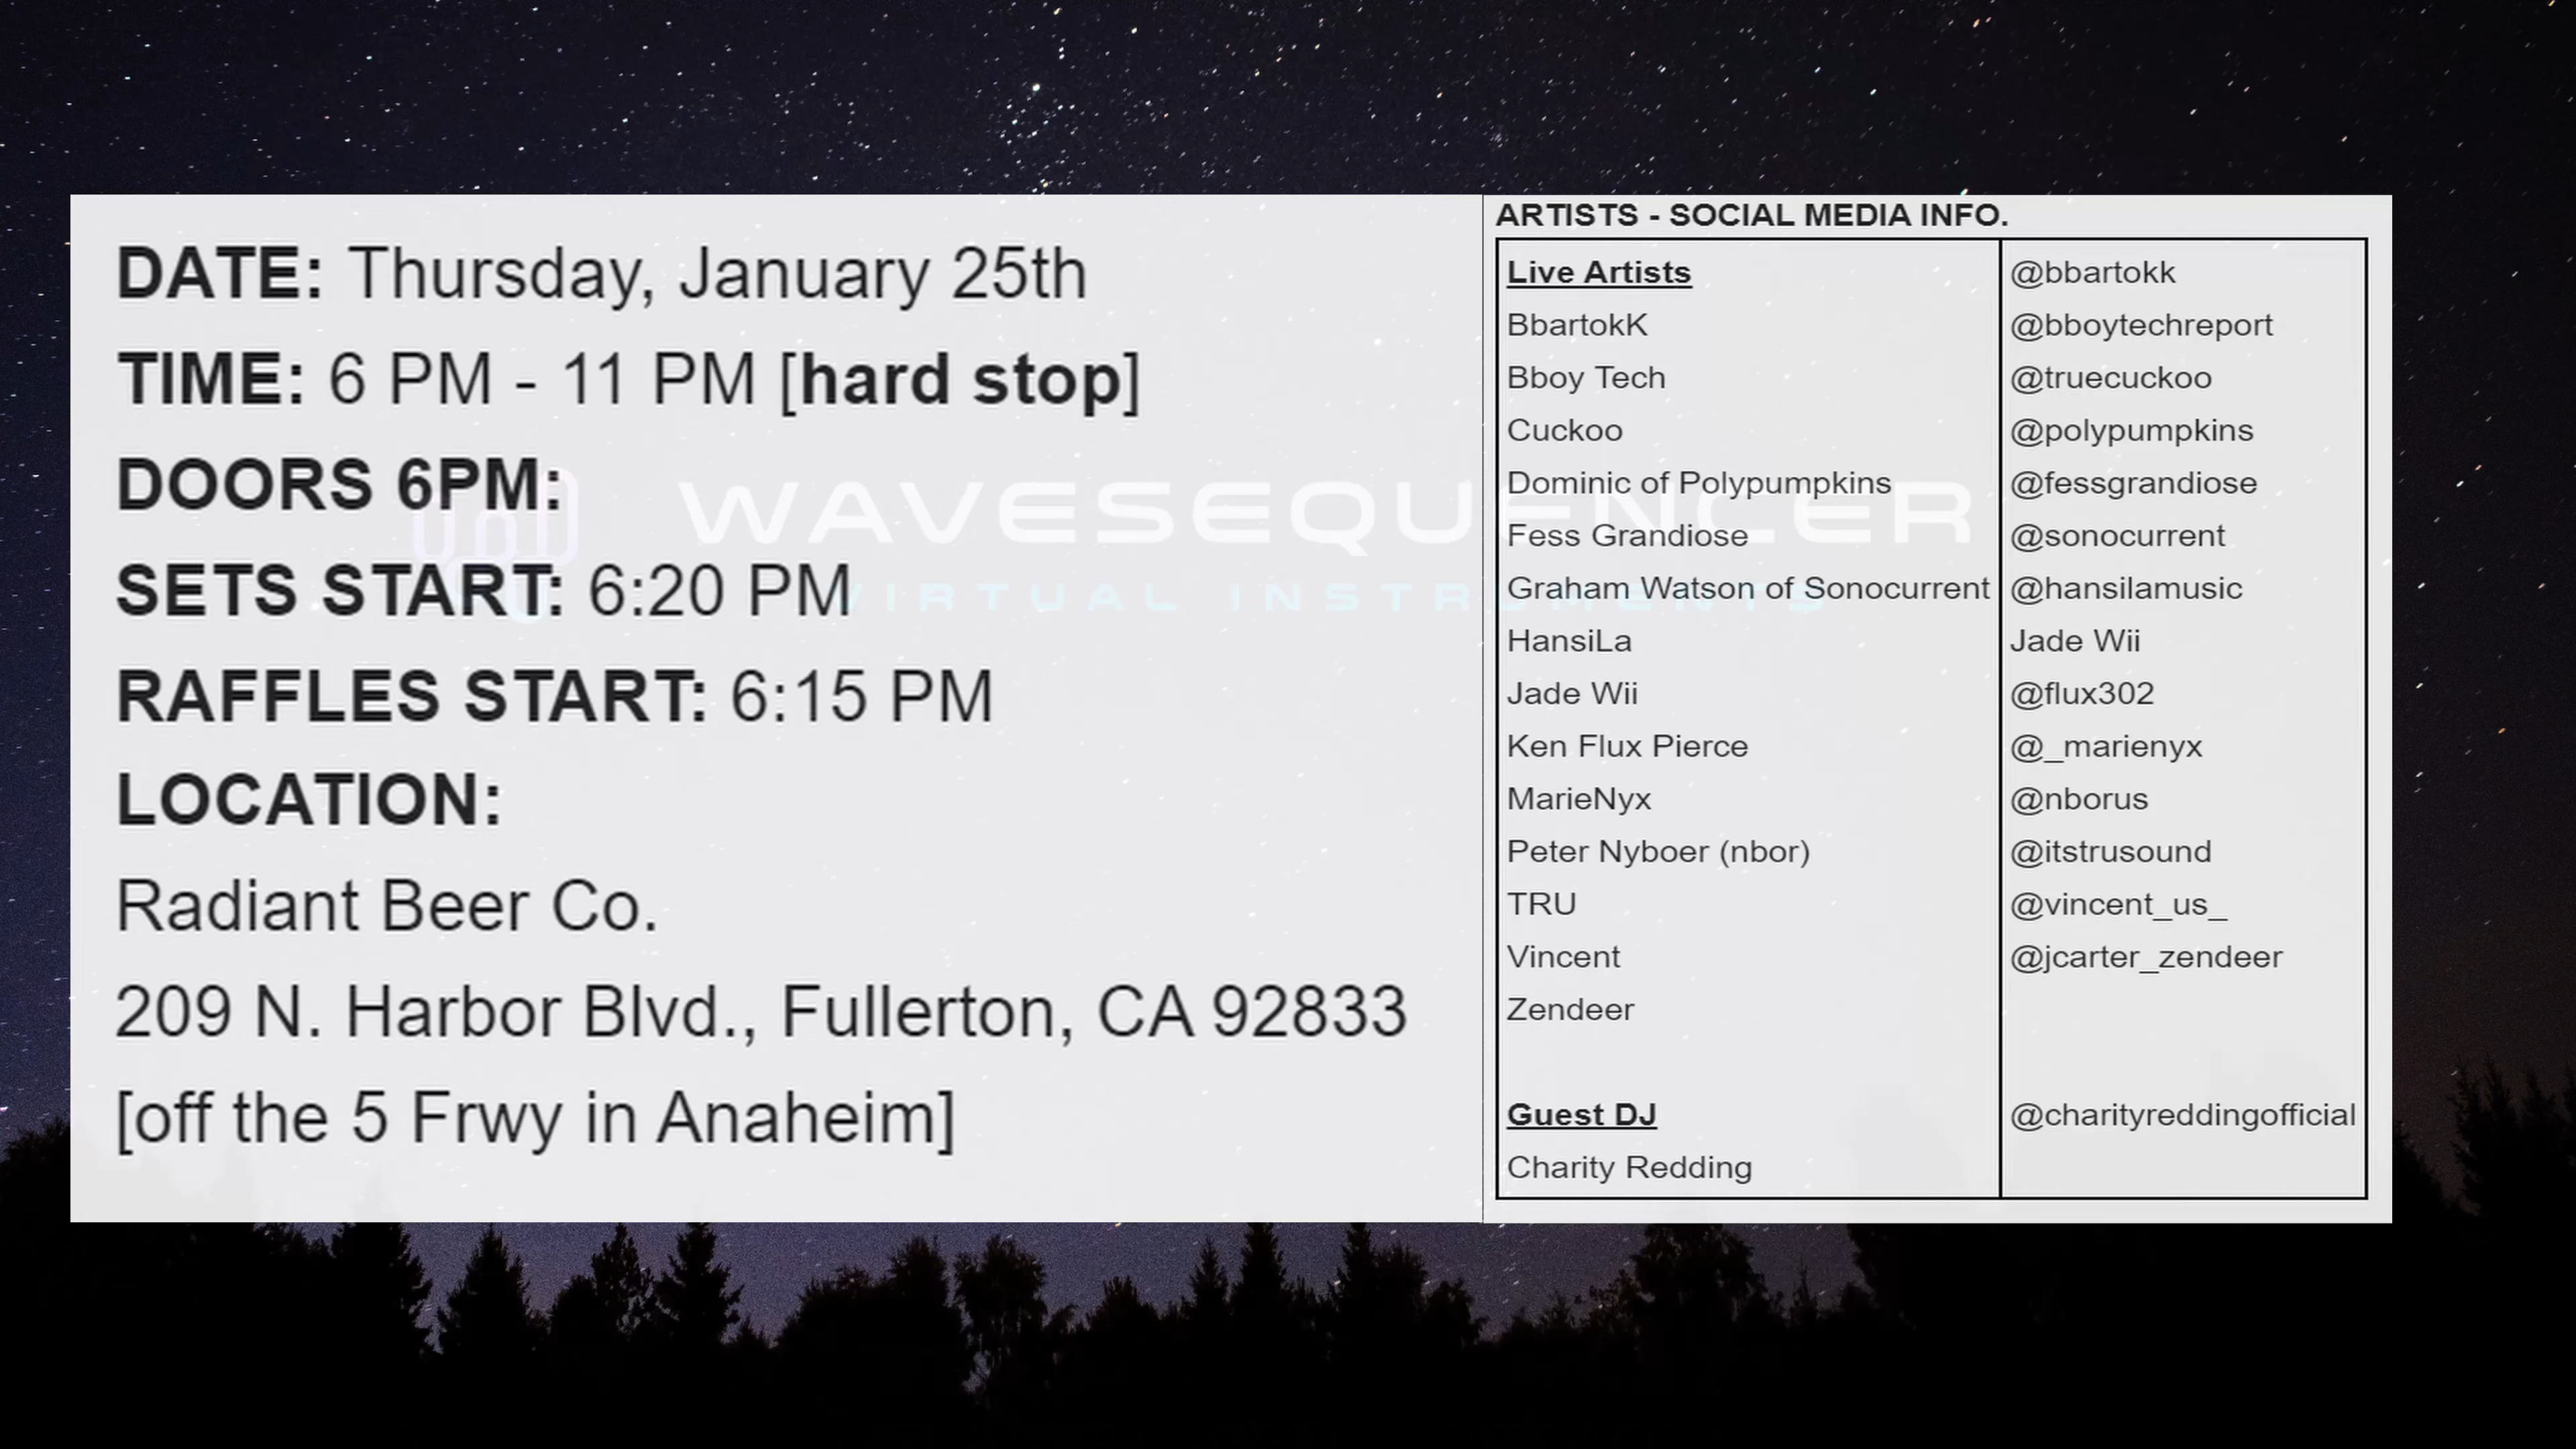 DATE: Thursday, January 25th
TIME: 6 PM - 11 PM [hard stop]
DOORS 6PM:
SETS START: 6:20 PM
RAFFLES START: 6:15 PM
LOCATION:
Radiant Beer Co.
209 N. Harbor Blvd., Fullerton, CA 92833
[off the 5 Frwy in Anaheim]
WAVESEQUENCER
VIRTUAL INSTRUMENTS
ARTISTS - SOCIAL MEDIA INFO.
Live Artists
BbartokK
Bboy Tech
Cuckoo
Dominic of Polypumpkins
Fess Grandiose
Graham Watson of Sonocurrent
HansiLa
Jade Wii
Ken Flux Pierce
MarieNyx
Peter Nyboer (nbor)
TRU
Vincent
Zendeer
Guest DJ
Charity Redding
@bbartokk
@bboytechreport
@truecuckoo
@polypumpkins
@fessgrandiose
@sonocurrent
@hansilamusic
Jade Wii
@flux302
@_marienyx
@nborus
@itstrusound
@vincent_us_
@jcarter_zendeer
@charityreddingofficial